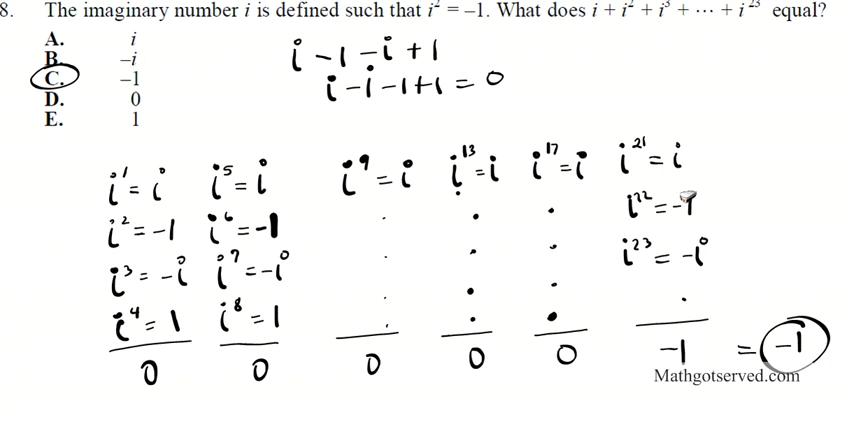 8. The imaginary number i is defined such that i² = –1. What does i + i² + i³ + ⋯ + i²³ equal?
A. i
B. –i
C. –1
D. 0
E. 1
i – 1 – i + 1
i – i – 1 + 1 = 0
i¹ = i i⁵ = i i⁹ = i i¹³ = i i¹⁷ = i i²¹ = i
i² = –1 i⁶ = –1 i²² = –1
i³ = –i i⁷ = –i i²³ = –i
i⁴ = 1 i⁸ = 1
0 0 0 0 0 –1 = –1
Mathgotserved.com